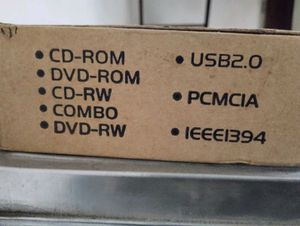 ● CD-ROM
● DVD-ROM
● CD-RW
● COMBO
● DVD-RW
● USB2.0
● PCMCIA
● IEEE1394